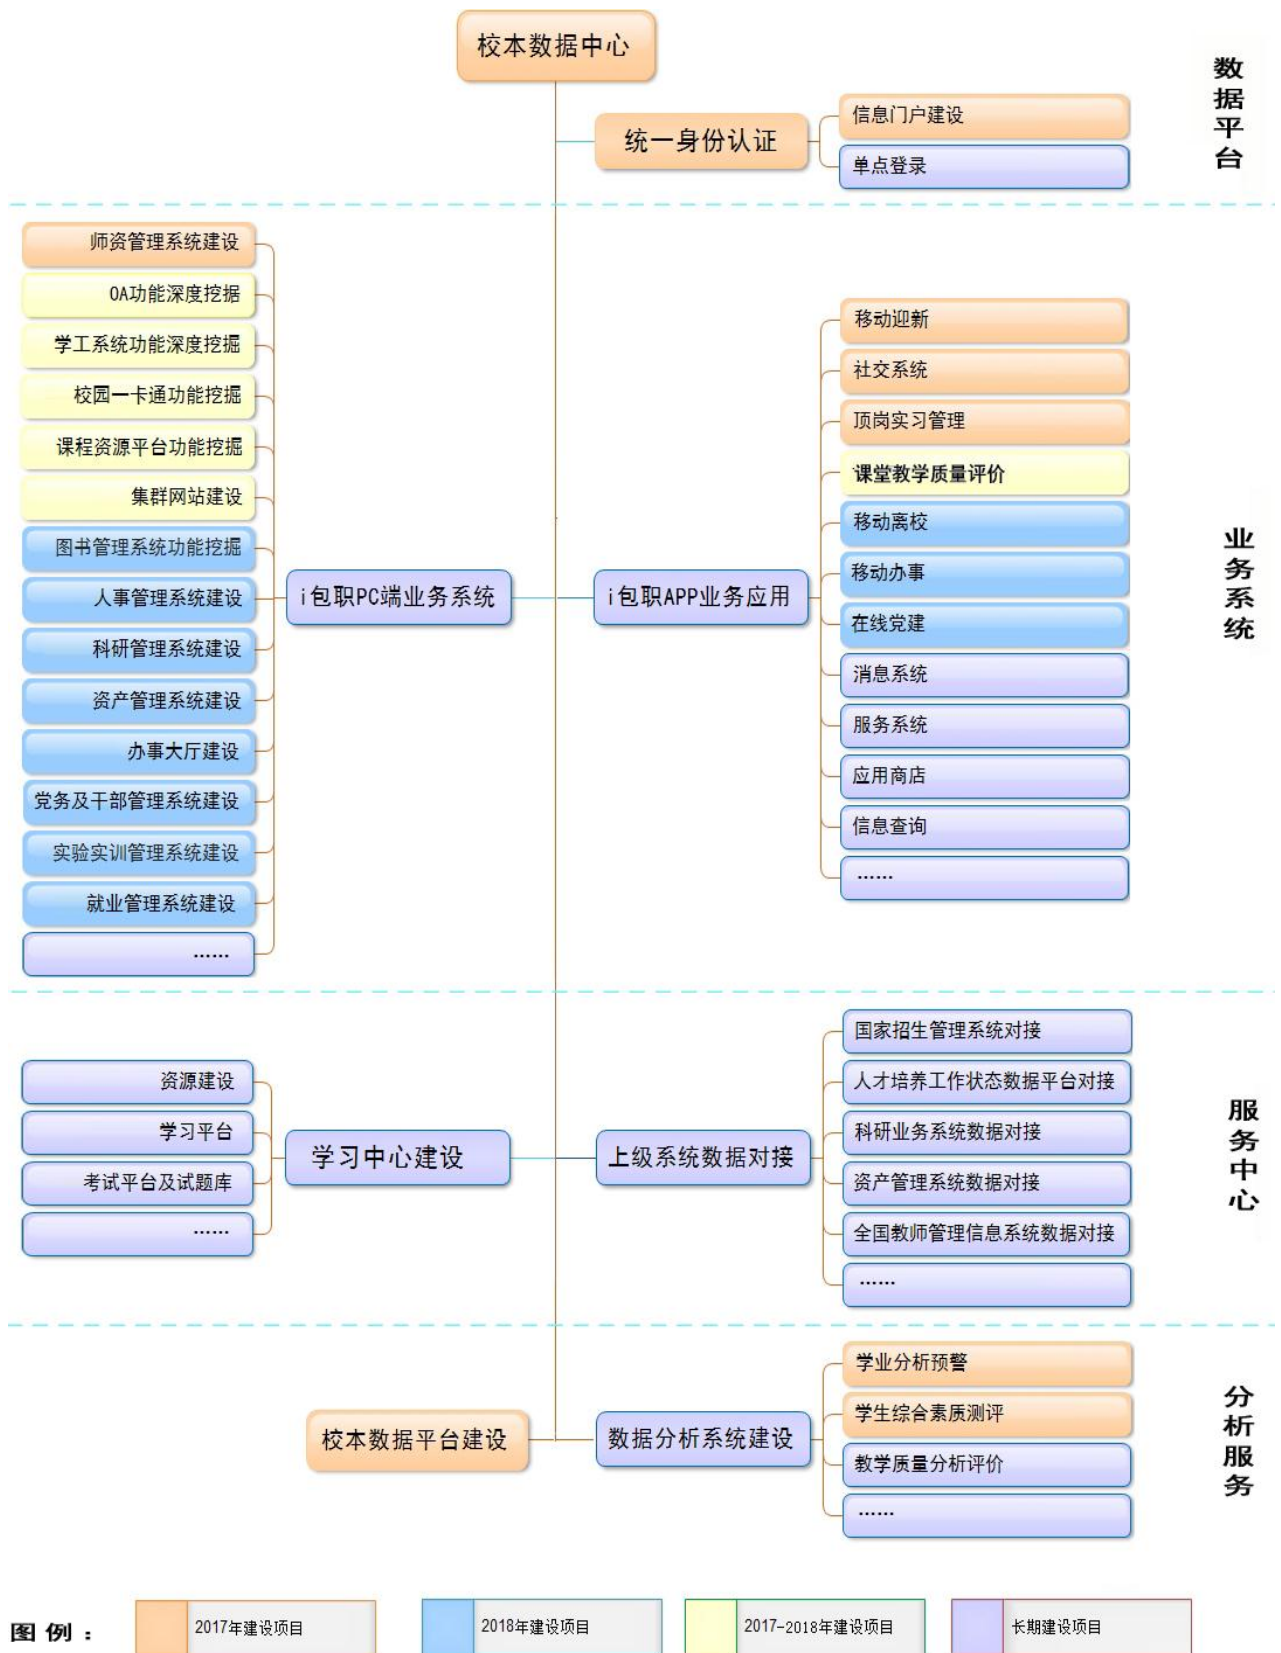 校本数据中心
数据平台
统一身份认证
信息门户建设
单点登录
师资管理系统建设
OA功能深度挖据
学工系统功能深度挖掘
校园一卡通功能挖掘
课程资源平台功能挖掘
集群网站建设
图书管理系统功能挖掘
人事管理系统建设
科研管理系统建设
资产管理系统建设
办事大厅建设
党务及干部管理系统建设
实验实训管理系统建设
就业管理系统建设
……
i包职PC端业务系统
i包职APP业务应用
移动迎新
社交系统
顶岗实习管理
课堂教学质量评价
移动离校
移动办事
在线党建
消息系统
服务系统
应用商店
信息查询
……
业务系统
资源建设
学习平台
考试平台及试题库
……
学习中心建设
上级系统数据对接
国家招生管理系统对接
人才培养工作状态数据平台对接
科研业务系统数据对接
资产管理系统数据对接
全国教师管理信息系统数据对接
……
服务中心
校本数据平台建设
数据分析系统建设
学业分析预警
学生综合素质测评
教学质量分析评价
……
分析服务
图例：
2017年建设项目
2018年建设项目
2017-2018年建设项目
长期建设项目